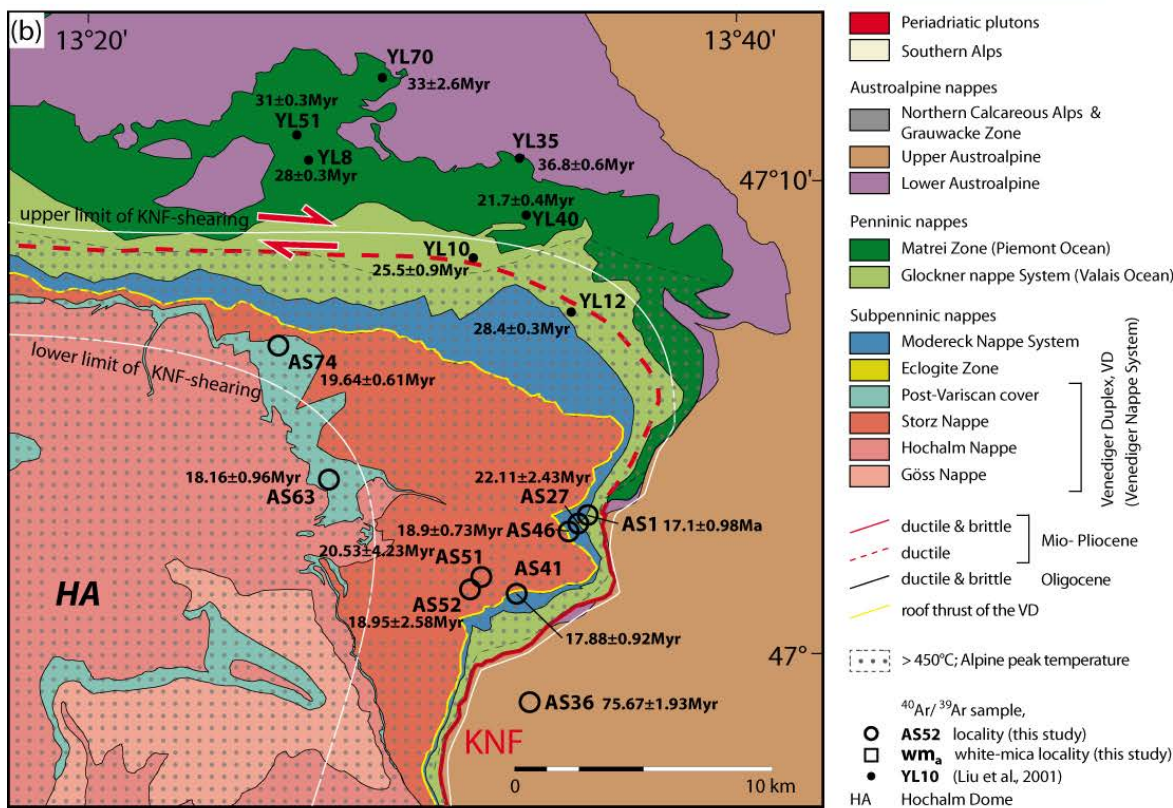 (b)
13°20'
13°40'
YL70
33±2.6Myr
31±0.3Myr
YL51
YL8
28±0.3Myr
YL35
36.8±0.6Myr
47°10'
21.7±0.4Myr
YL40
upper limit of KNF-shearing
YL10
25.5±0.9Myr
YL12
28.4±0.3Myr
AS74
19.64±0.61Myr
lower limit of KNF-shearing
18.16±0.96Myr
AS63
22.11±2.43Myr
AS27
AS1 17.1±0.98Ma
18.9±0.73Myr
AS46
20.53±4.23Myr
AS51
AS41
HA
AS52
18.95±2.58Myr
17.88±0.92Myr
47°
AS36 75.67±1.93Myr
KNF
0
10 km
Periadriatic plutons
Southern Alps
Austroalpine nappes
Northern Calcareous Alps &
Grauwacke Zone
Upper Austroalpine
Lower Austroalpine
Penninic nappes
Matrei Zone (Piemont Ocean)
Glockner nappe System (Valais Ocean)
Subpenninic nappes
Modereck Nappe System
Eclogite Zone
Post-Variscan cover
Storz Nappe
Hochalm Nappe
Göss Nappe
Venediger Duplex, VD
(Venediger Nappe System)
ductile & brittle
ductile
Mio- Pliocene
ductile & brittle Oligocene
roof thrust of the VD
> 450°C; Alpine peak temperature
40Ar/ 39Ar sample,
AS52 locality (this study)
wma white-mica locality (this study)
YL10 (Liu et al., 2001)
HA Hochalm Dome